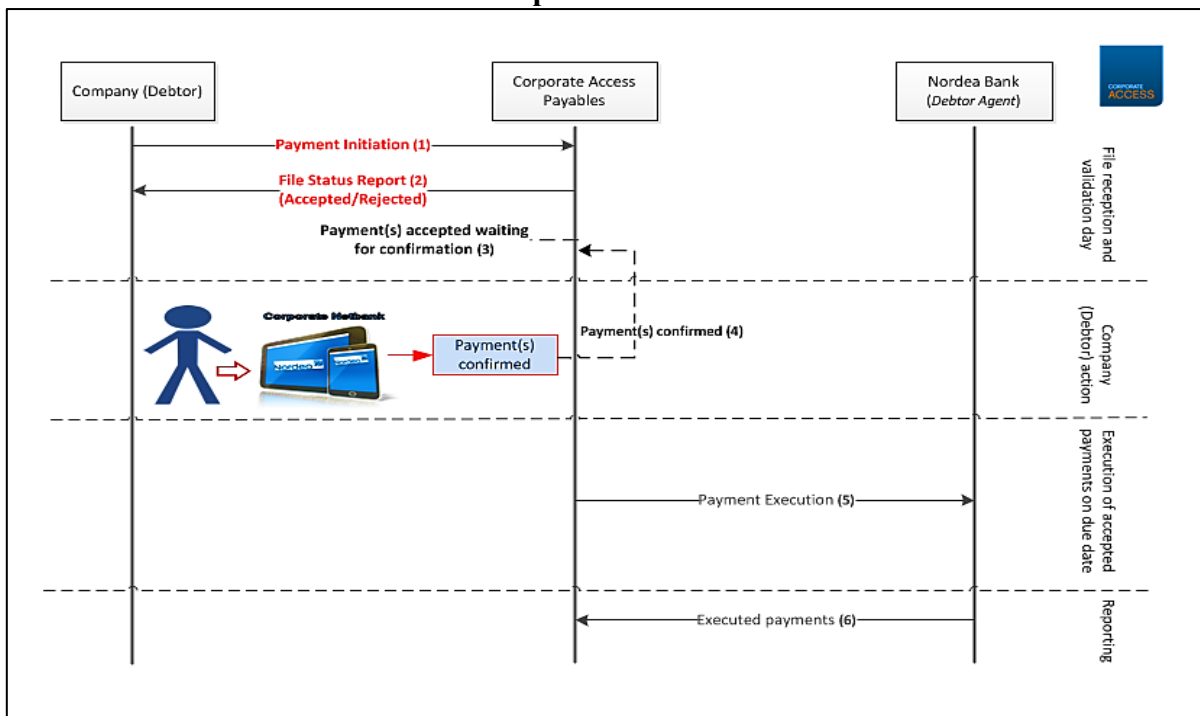 Company (Debtor)
Corporate Access
Payables
Nordea Bank
(Debtor Agent)
CORPORATE
ACCESS
Payment Initiation (1)
File Status Report (2)
(Accepted/Rejected)
Payment(s) accepted waiting
for confirmation (3)
File reception and
validation day
Corporate Netbank
Nordea
Nordea
Payment(s)
confirmed
Payment(s) confirmed (4)
Company
(Debtor) action
Payment Execution (5)
Execution of accepted
payments on due date
Executed payments (6)
Reporting